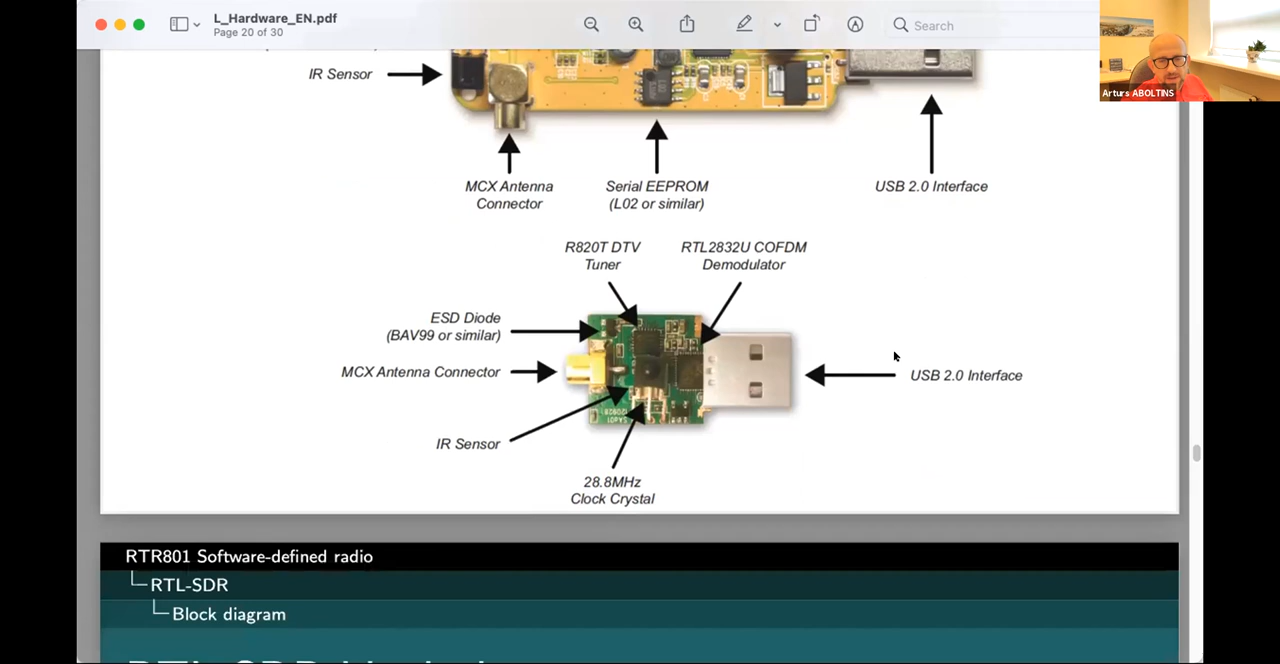 L_Hardware_EN.pdf
Page 20 of 30
Search
Arturs ABOLTINS
IR Sensor
MCX Antenna
Connector
Serial EEPROM
(L02 or similar)
USB 2.0 Interface
R820T DTV
Tuner
RTL2832U COFDM
Demodulator
ESD Diode
(BAV99 or similar)
MCX Antenna Connector
USB 2.0 Interface
IR Sensor
28.8MHz
Clock Crystal
RTR801 Software-defined radio
RTL-SDR
Block diagram